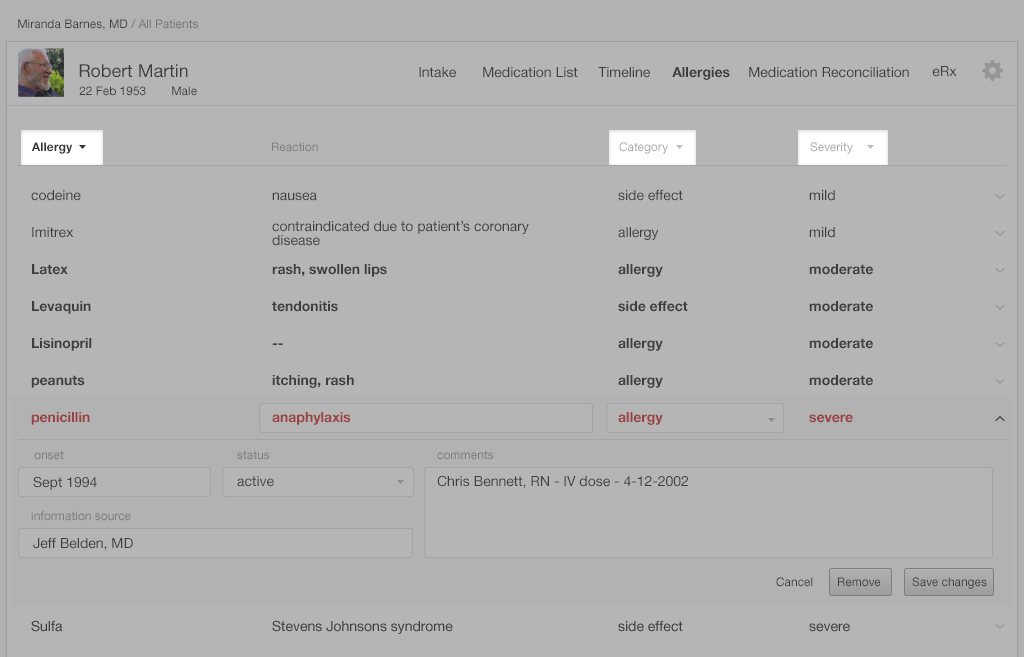 Miranda Barnes, MD / All Patients
Robert Martin
22 Feb 1953 Male
Intake Medication List Timeline Allergies Medication Reconciliation eRx
Allergy Reaction Category Severity
codeine nausea side effect mild
Imitrex contraindicated due to patient's coronary disease allergy mild
Latex rash, swollen lips allergy moderate
Levaquin tendonitis side effect moderate
Lisinopril -- allergy moderate
peanuts itching, rash allergy moderate
penicillin anaphylaxis allergy severe
onset status comments
Sept 1994 active Chris Bennett, RN - IV dose - 4-12-2002
information source
Jeff Belden, MD
Cancel Remove Save changes
Sulfa Stevens Johnsons syndrome side effect severe